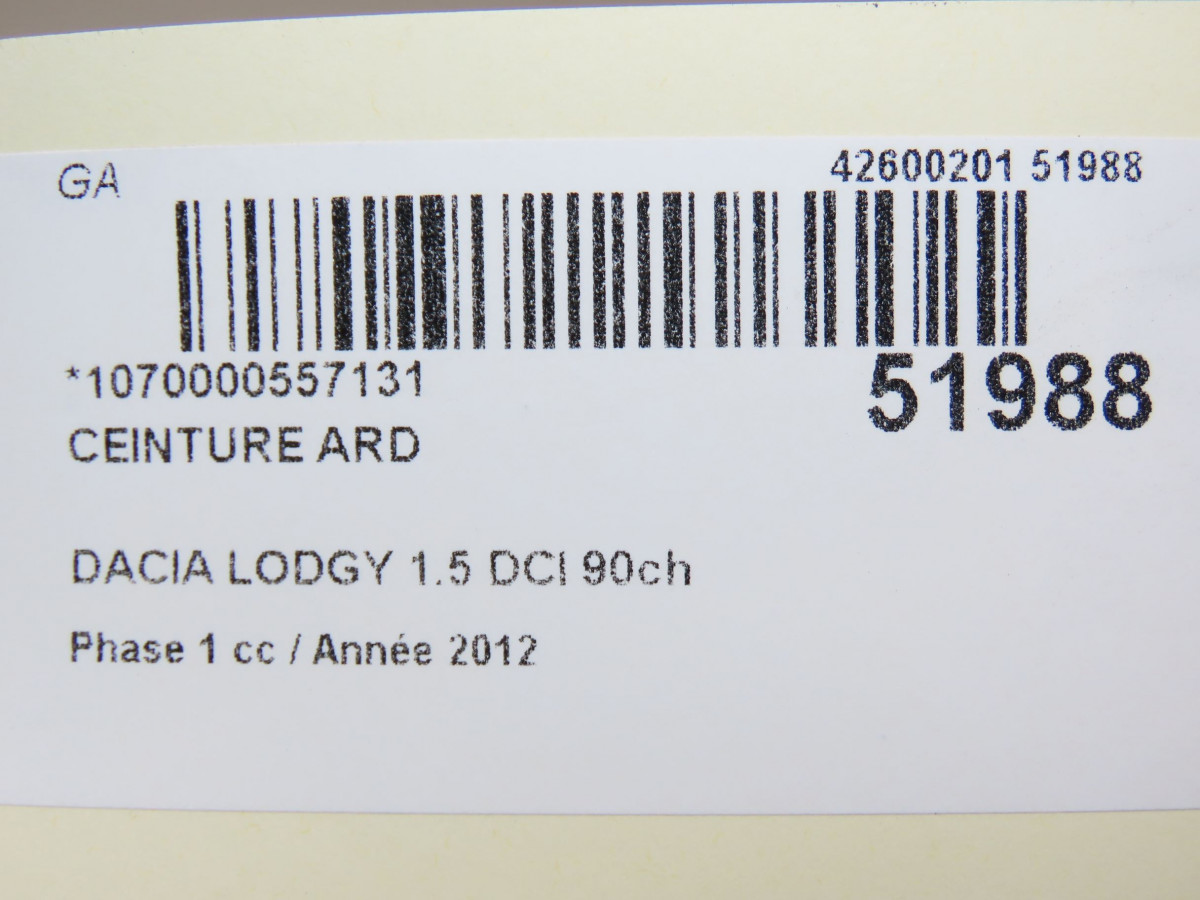 GA
42600201 51988
*1070000557131
51988
CEINTURE ARD
DACIA LODGY 1.5 DCI 90ch
Phase 1 cc / Année 2012